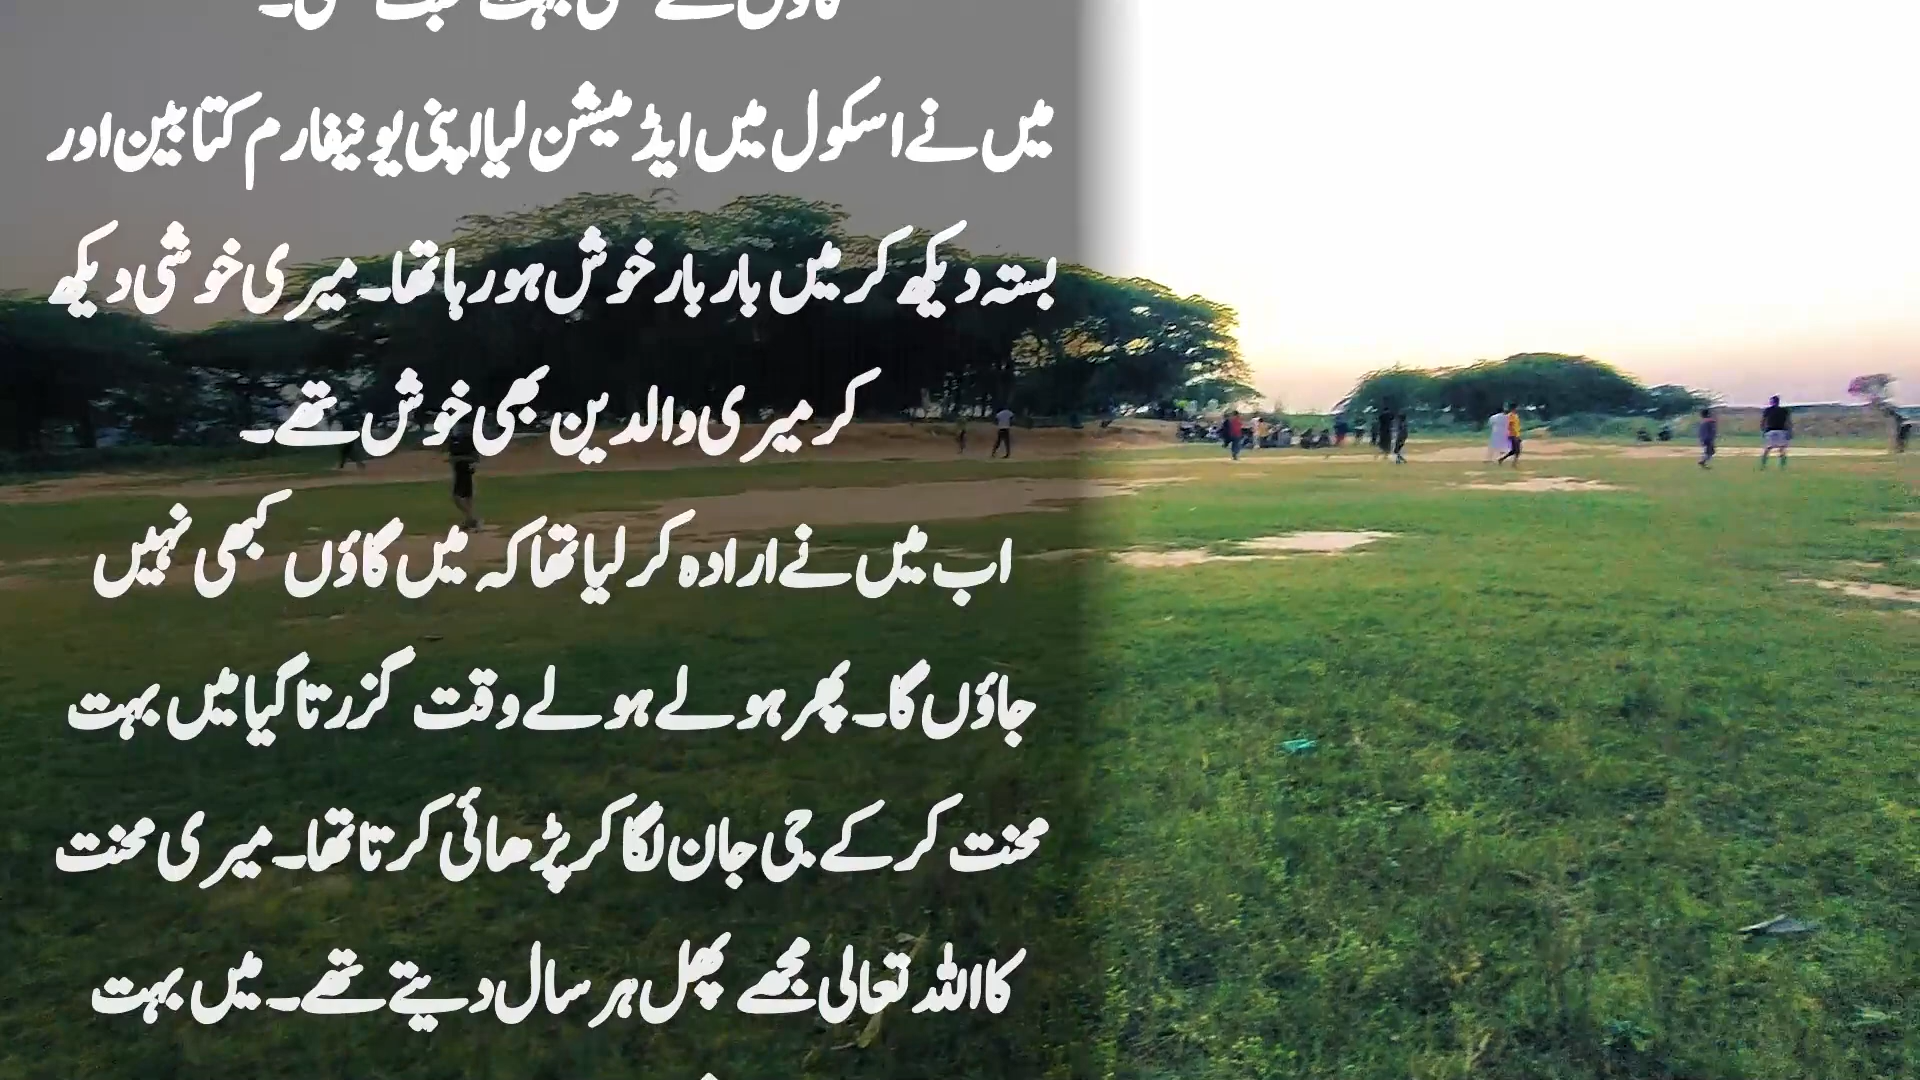 میں نے اسکول میں ایڈمیشن لیا اپنی یونیفارم کتابین اور
بستہ دیکھ کر میں بار بار خوش ہو رہا تھا۔ میری خوشی دیکھ
کر میری والدین بھی خوش تھے۔
اب میں نے ارادہ کر لیا تھا کہ میں گاؤں کبھی نہیں
جاؤں گا۔ پھر ہولے ہولے وقت گزرتا گیا میں بہت
محنت کر کے جی جان لگا کر پڑھائی کرتا تھا۔ میری محنت
کا اللہ تعالی مجھے پھل ہر سال دیتے تھے۔ میں بہت